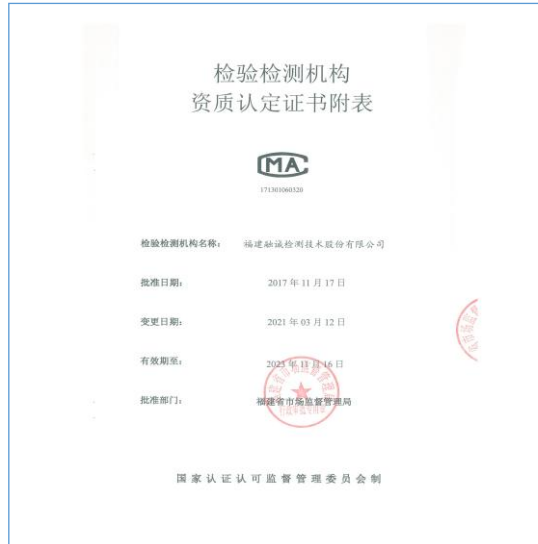 检验检测机构
资质认定证书附表
MA
171301060320
检验检测机构名称： 福建融诚检测技术股份有限公司
批准日期： 2017 年 11 月 17 日
变更日期： 2021 年 03 月 12 日
有效期至： 2023 年 11 月 16 日
批准部门： 福建省市场监督管理局
国家认证认可监督管理委员会制